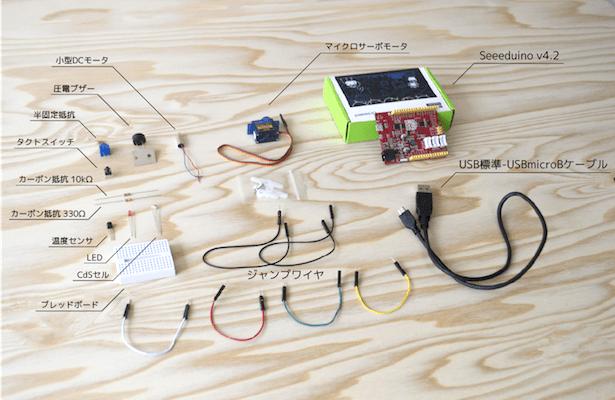 マイクロサーボモータ
Seeeduino v4.2
小型DCモータ
圧電ブザー
半固定抵抗
タクトスイッチ
カーボン抵抗 10kΩ
カーボン抵抗 330Ω
温度センサ
LED
CdSセル
ブレッドボード
ジャンプワイヤ
USB標準-USBmicroBケーブル